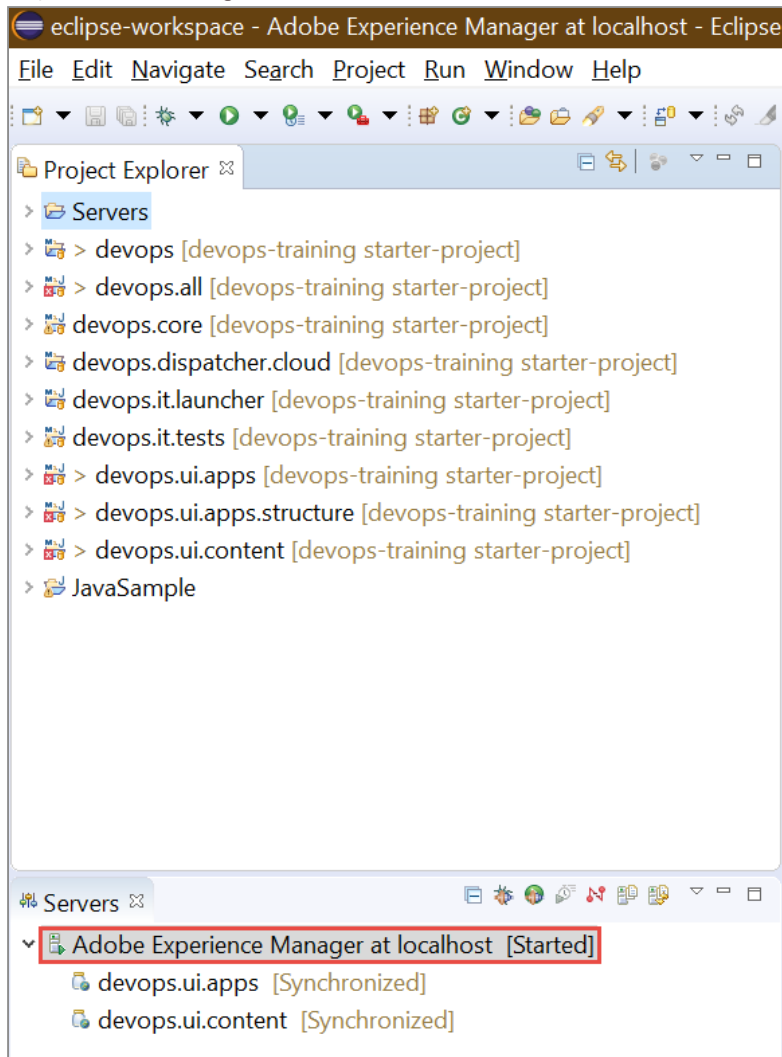 eclipse-workspace - Adobe Experience Manager at localhost - Eclipse
File Edit Navigate Search Project Run Window Help
Project Explorer
> Servers
> > devops [devops-training starter-project]
> > devops.all [devops-training starter-project]
> devops.core [devops-training starter-project]
> devops.dispatcher.cloud [devops-training starter-project]
> devops.it.launcher [devops-training starter-project]
> devops.it.tests [devops-training starter-project]
> > devops.ui.apps [devops-training starter-project]
> > devops.ui.apps.structure [devops-training starter-project]
> > devops.ui.content [devops-training starter-project]
> JavaSample
Servers
Adobe Experience Manager at localhost [Started]
devops.ui.apps [Synchronized]
devops.ui.content [Synchronized]